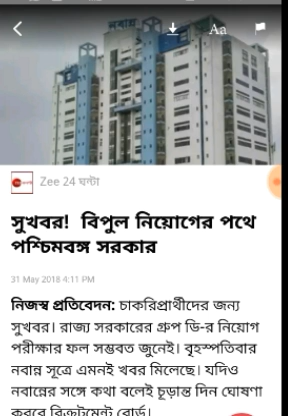 নবান্ন
Aa
Zee 24 ঘন্টা
সুখবর! বিপুল নিয়োগের পথে
পশ্চিমবঙ্গ সরকার
31 May 2018 4:11 PM
নিজস্ব প্রতিবেদন: চাকরিপ্রার্থীদের জন্য
সুখবর। রাজ্য সরকারের গ্রুপ ডি-র নিয়োগ
পরীক্ষার ফল সম্ভবত জুনেই। বৃহস্পতিবার
নবান্ন সূত্রে এমনই খবর মিলেছে। যদিও
নবান্নের সঙ্গে কথা বলেই চূড়ান্ত দিন ঘোষণা
করবে রিক্রুটমেন্ট বোর্ড।